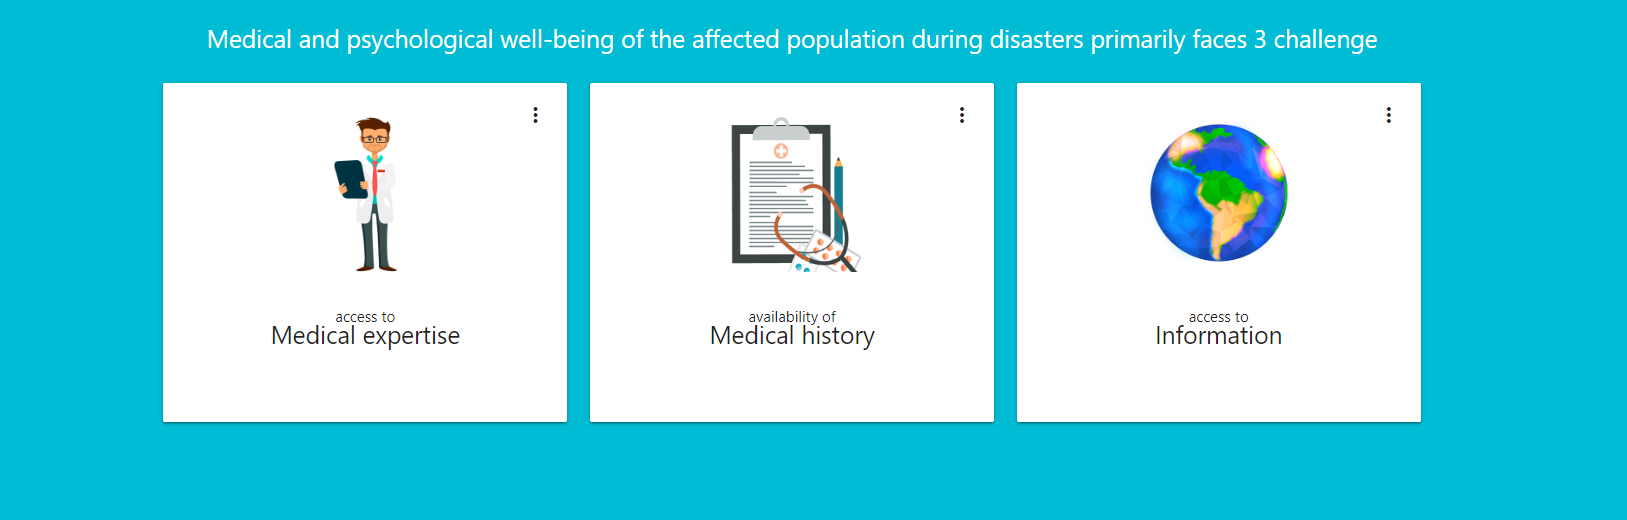 Medical and psychological well-being of the affected population during disasters primarily faces 3 challenge
access to
Medical expertise
availability of
Medical history
access to
Information